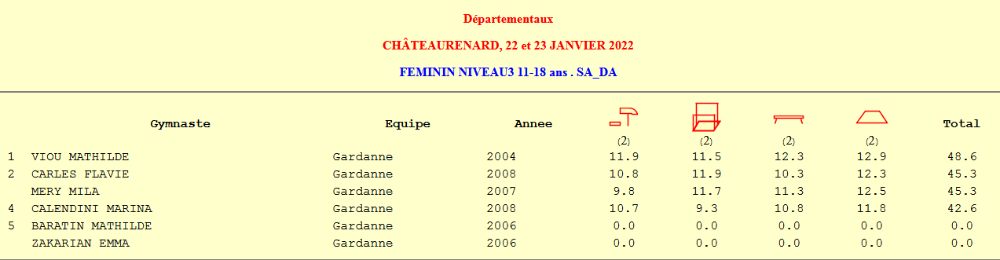 Départementaux
CHÂTEAURENARD, 22 et 23 JANVIER 2022
FEMININ NIVEAU3 11-18 ans . SA_DA
Gymnaste Equipe Annee Total
(2) (2) (2) (2)
1 VIOU MATHILDE Gardanne 2004 11.9 11.5 12.3 12.9 48.6
2 CARLES FLAVIE Gardanne 2008 10.8 11.9 10.3 12.3 45.3
MERY MILA Gardanne 2007 9.8 11.7 11.3 12.5 45.3
4 CALENDINI MARINA Gardanne 2008 10.7 9.3 10.8 11.8 42.6
5 BARATIN MATHILDE Gardanne 2006 0.0 0.0 0.0 0.0 0.0
ZAKARIAN EMMA Gardanne 2006 0.0 0.0 0.0 0.0 0.0